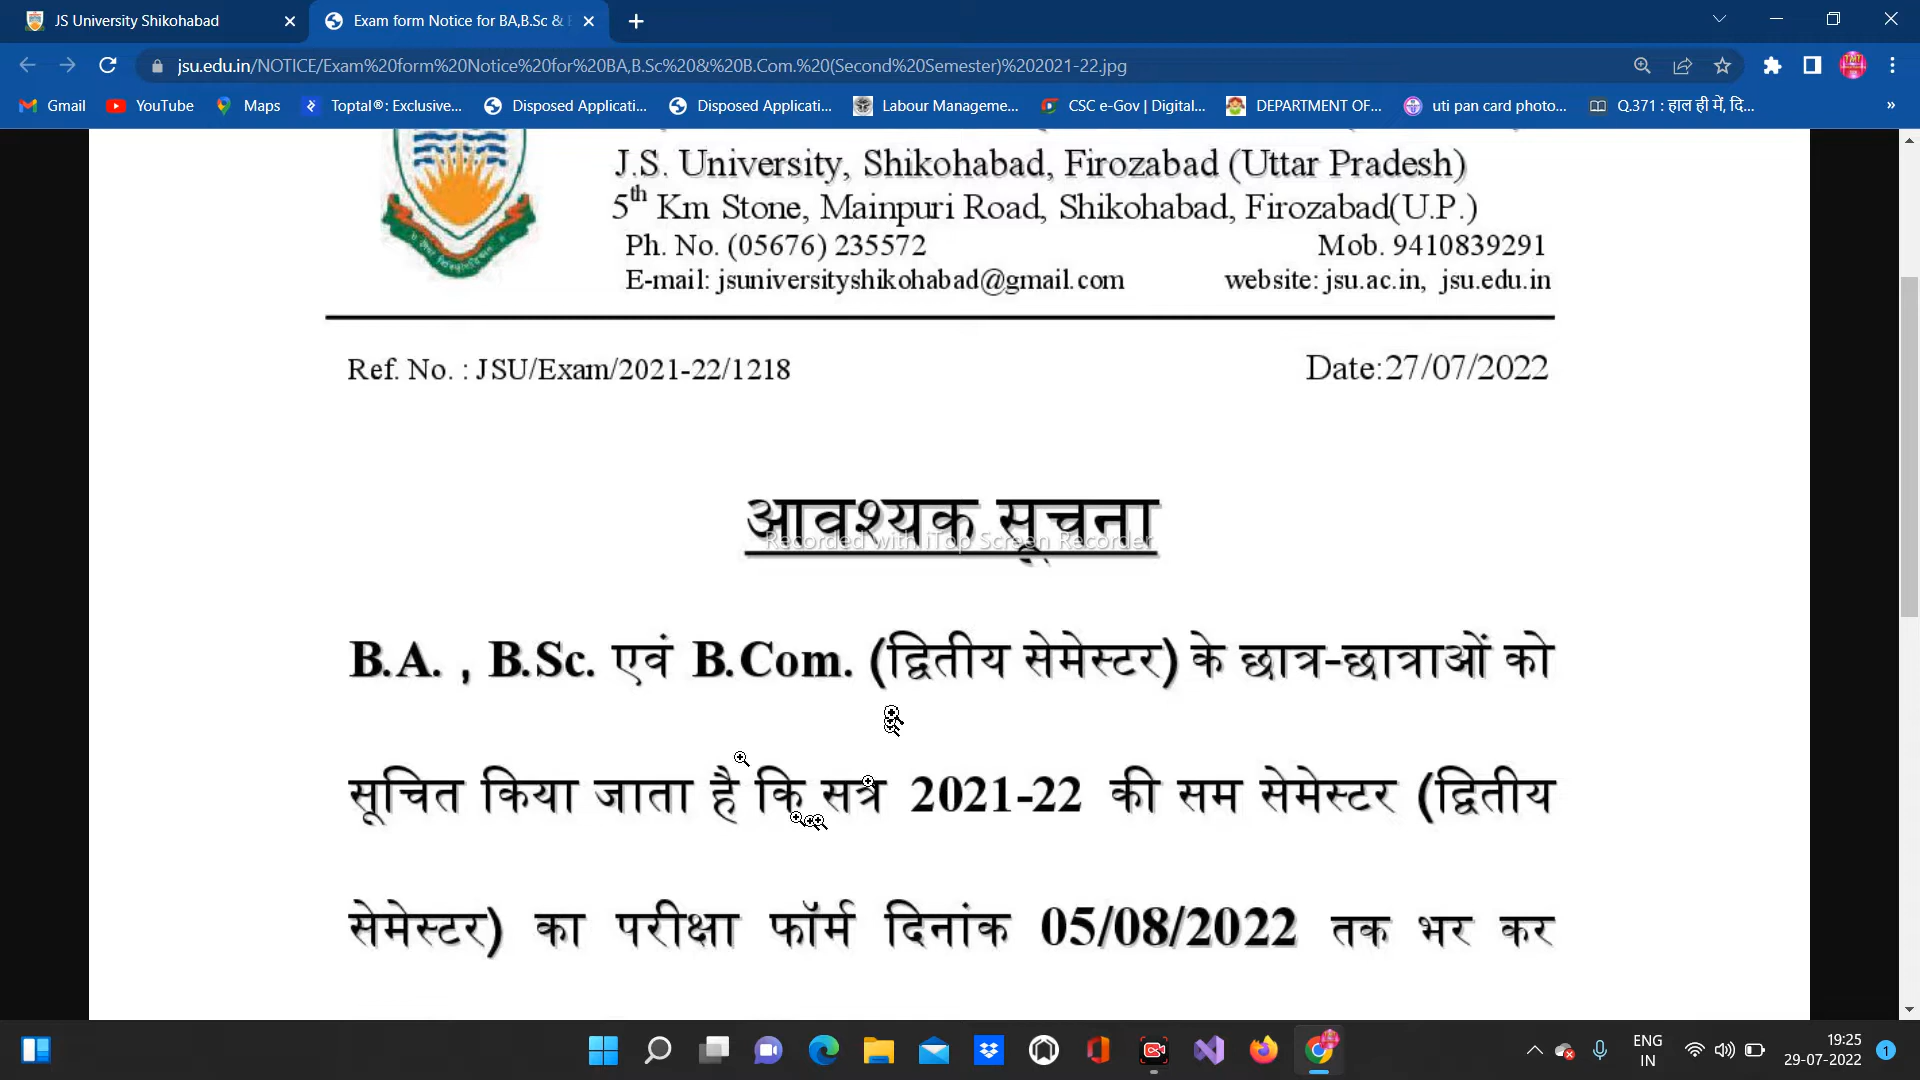 JS University Shikohabad
Exam form Notice for BA,B.Sc &
jsu.edu.in/NOTICE/Exam%20form%20Notice%20for%20BA,B.Sc%20&%20B.Com.%20(Second%20Semester)%202021-22.jpg
Gmail YouTube Maps Toptal®: Exclusive... Disposed Applicati... Disposed Applicati... Labour Manageme... CSC e-Gov | Digital... DEPARTMENT OF... uti pan card photo... Q.371 : हाल ही में, दि... »
J.S. University, Shikohabad, Firozabad (Uttar Pradesh)
5th Km Stone, Mainpuri Road, Shikohabad, Firozabad(U.P.)
Ph. No. (05676) 235572 Mob. 9410839291
E-mail: jsuniversityshikohabad@gmail.com website: jsu.ac.in, jsu.edu.in
Ref. No. : JSU/Exam/2021-22/1218 Date:27/07/2022
आवश्यक सूचना
Recorded with iTop Screen Recorder
B.A. , B.Sc. एवं B.Com. (द्वितीय सेमेस्टर) के छात्र-छात्राओं को
सूचित किया जाता है कि सत्र 2021-22 की सम सेमेस्टर (द्वितीय
सेमेस्टर) का परीक्षा फॉर्म दिनांक 05/08/2022 तक भर कर
ENG
IN
19:25
29-07-2022
1